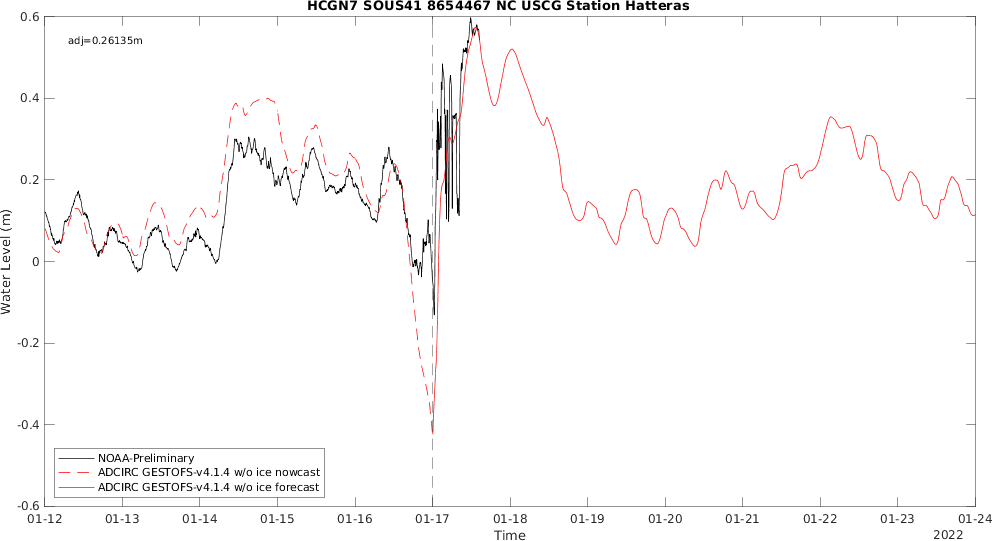 HCGN7 SOUS41 8654467 NC USCG Station Hatteras
adj=0.26135m
0.6
0.4
0.2
0
-0.2
-0.4
-0.6
Water Level (m)
NOAA-Preliminary
ADCIRC GESTOFS-v4.1.4 w/o ice nowcast
ADCIRC GESTOFS-v4.1.4 w/o ice forecast
01-12 01-13 01-14 01-15 01-16 01-17 01-18 01-19 01-20 01-21 01-22 01-23 01-24
Time
2022